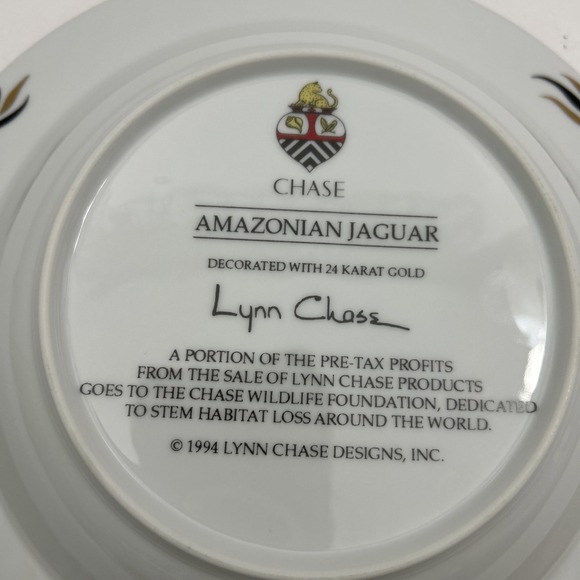 CHASE
AMAZONIAN JAGUAR
DECORATED WITH 24 KARAT GOLD
Lynn Chase
A PORTION OF THE PRE-TAX PROFITS
FROM THE SALE OF LYNN CHASE PRODUCTS
GOES TO THE CHASE WILDLIFE FOUNDATION, DEDICATED
TO STEM HABITAT LOSS AROUND THE WORLD.
© 1994 LYNN CHASE DESIGNS, INC.